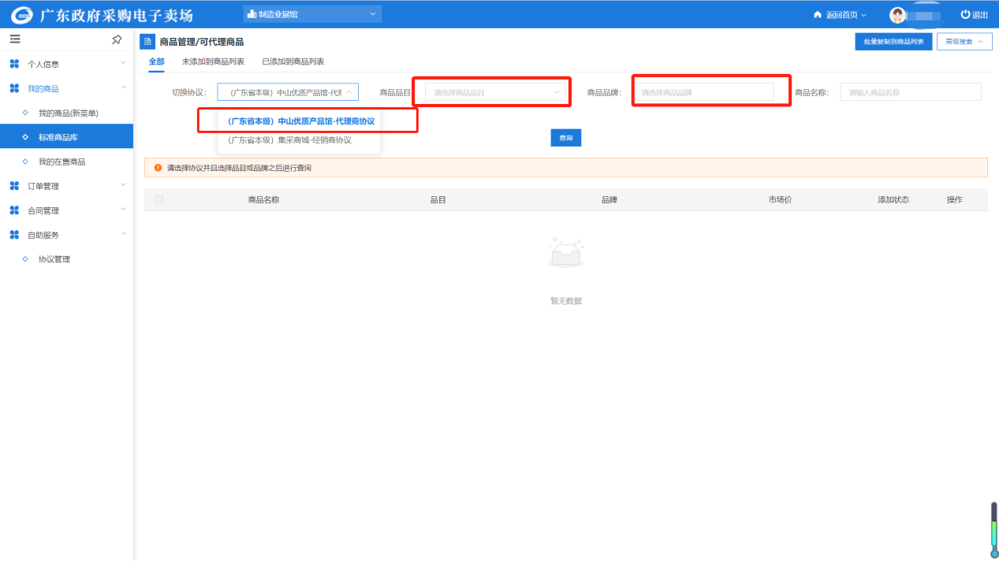 广东政府采购电子卖场
制造业展馆
返回首页
退出
个人信息
我的商品
我的商品(新菜单)
标准商品库
我的在售商品
订单管理
合同管理
自助服务
协议管理
商品管理/可代理商品
批量复制到商品列表
高级搜索
全部 未添加到商品列表 已添加到商品列表
切换协议: (广东省本级) 中山优质产品馆-代理
商品品目
请选择商品品目
商品品牌:
请选择商品品牌
商品名称:
请输入商品名称
(广东省本级) 中山优质产品馆-代理商协议
(广东省本级) 集采商城-经销商协议
查询
请选择协议并且选择品目或品牌之后进行查询
商品名称 品目 品牌 市场价 添加状态 操作
暂无数据